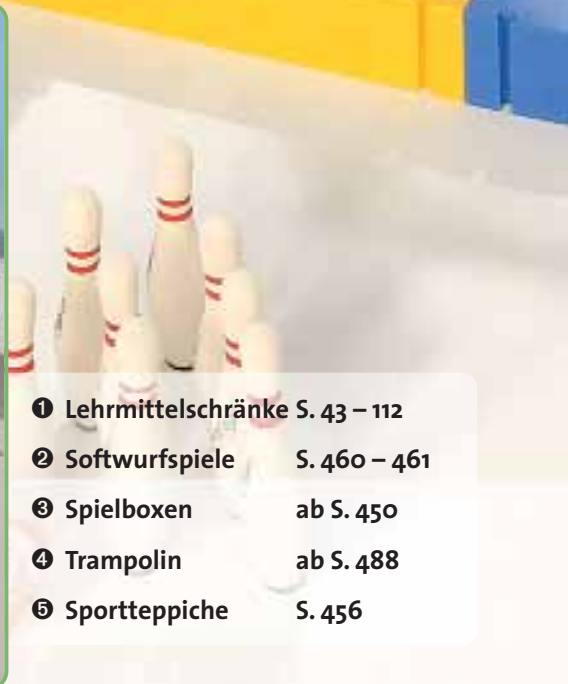 ❶ Lehrmittelschränke S. 43 – 112
❷ Softwurfspiele S. 460 – 461
❸ Spielboxen ab S. 450
❹ Trampolin ab S. 488
❺ Sportteppiche S. 456